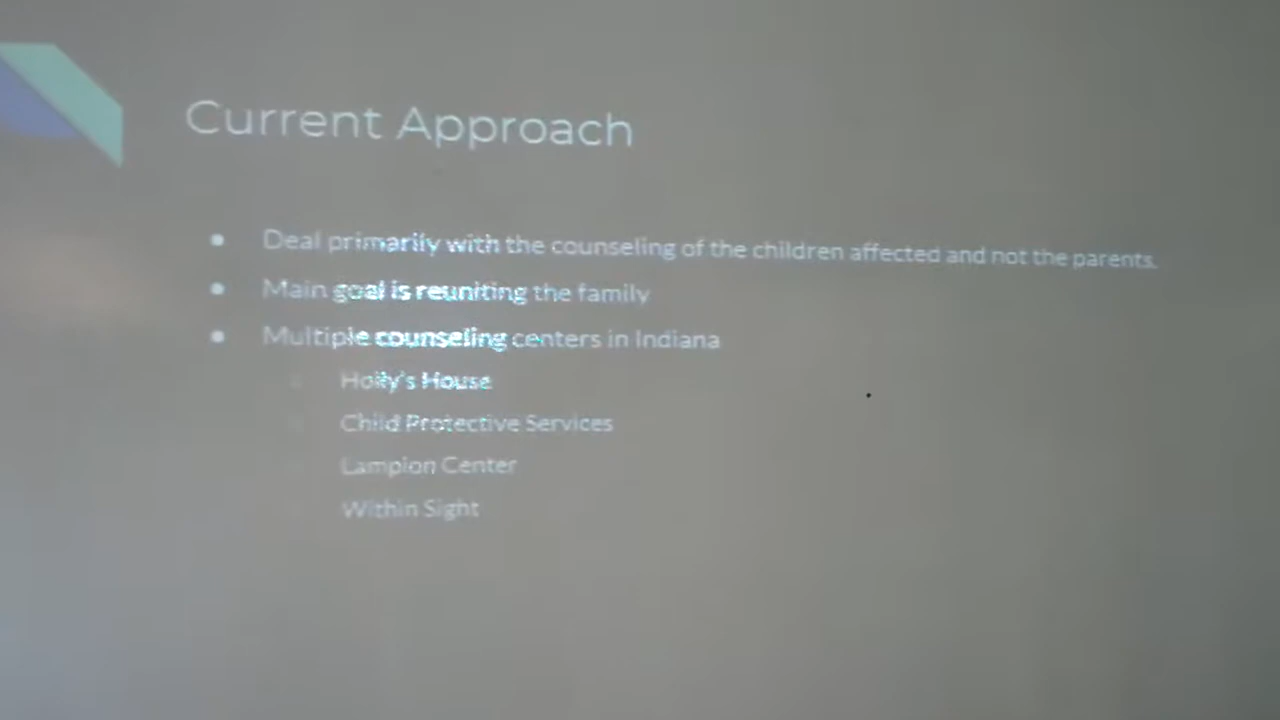 Current Approach
Deal primarily with the counseling of the children affected and not the parents.
Main goal is reuniting the family
Multiple counseling centers in Indiana
Holly's House
Child Protective Services
Lampion Center
Within Sight